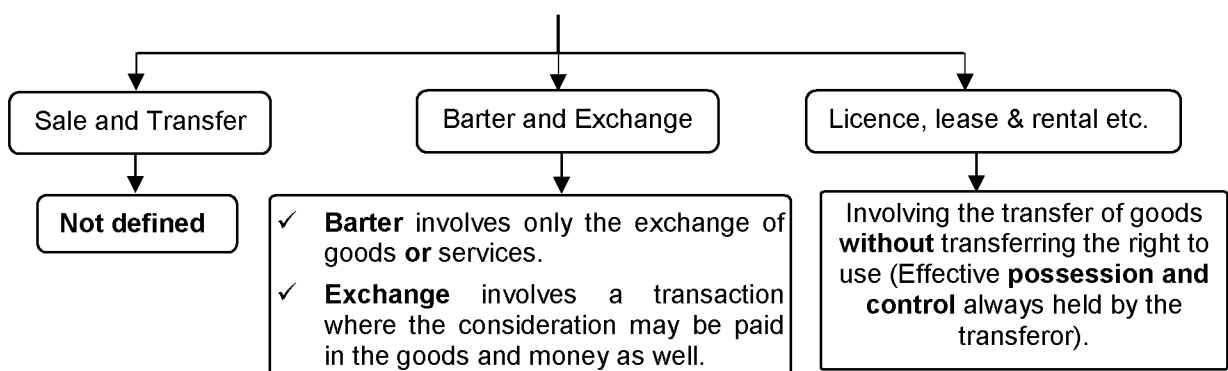 Sale and Transfer
Barter and Exchange
Licence, lease & rental etc.
Not defined
✓ Barter involves only the exchange of
goods or services.
✓ Exchange involves a transaction
where the consideration may be paid
in the goods and money as well.
Involving the transfer of goods
without transferring the right to
use (Effective possession and
control always held by the
transferor).